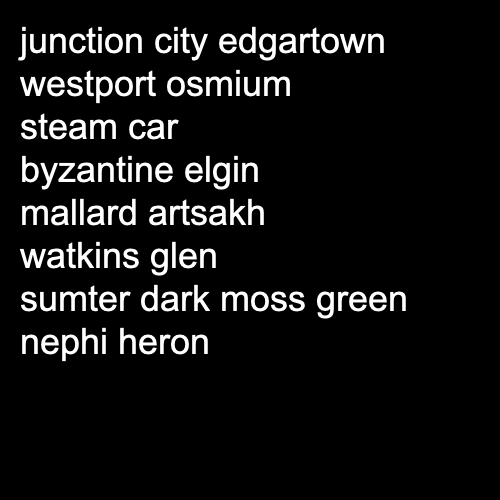 junction city edgartown
westport osmium
steam car
byzantine elgin
mallard artsakh
watkins glen
sumter dark moss green
nephi heron